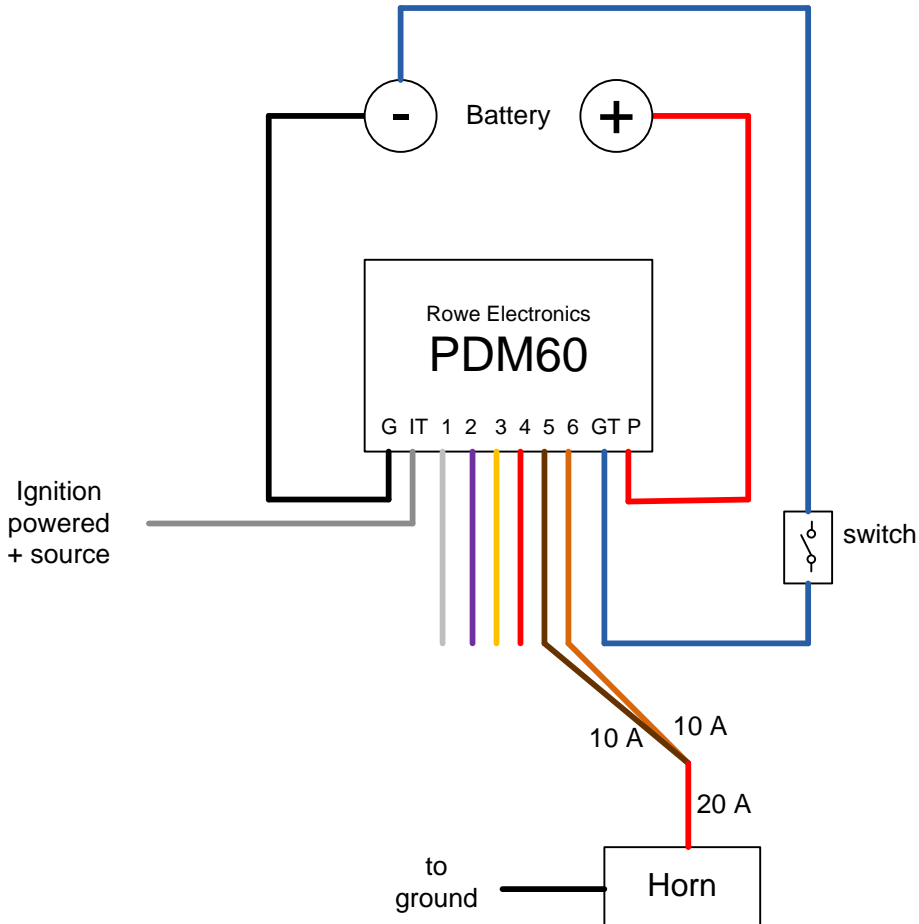 -
Battery
+
Rowe Electronics
PDM60
G IT 1 2 3 4 5 6 GT P
Ignition
powered
+ source
switch
10 A
10 A
20 A
to
ground
Horn